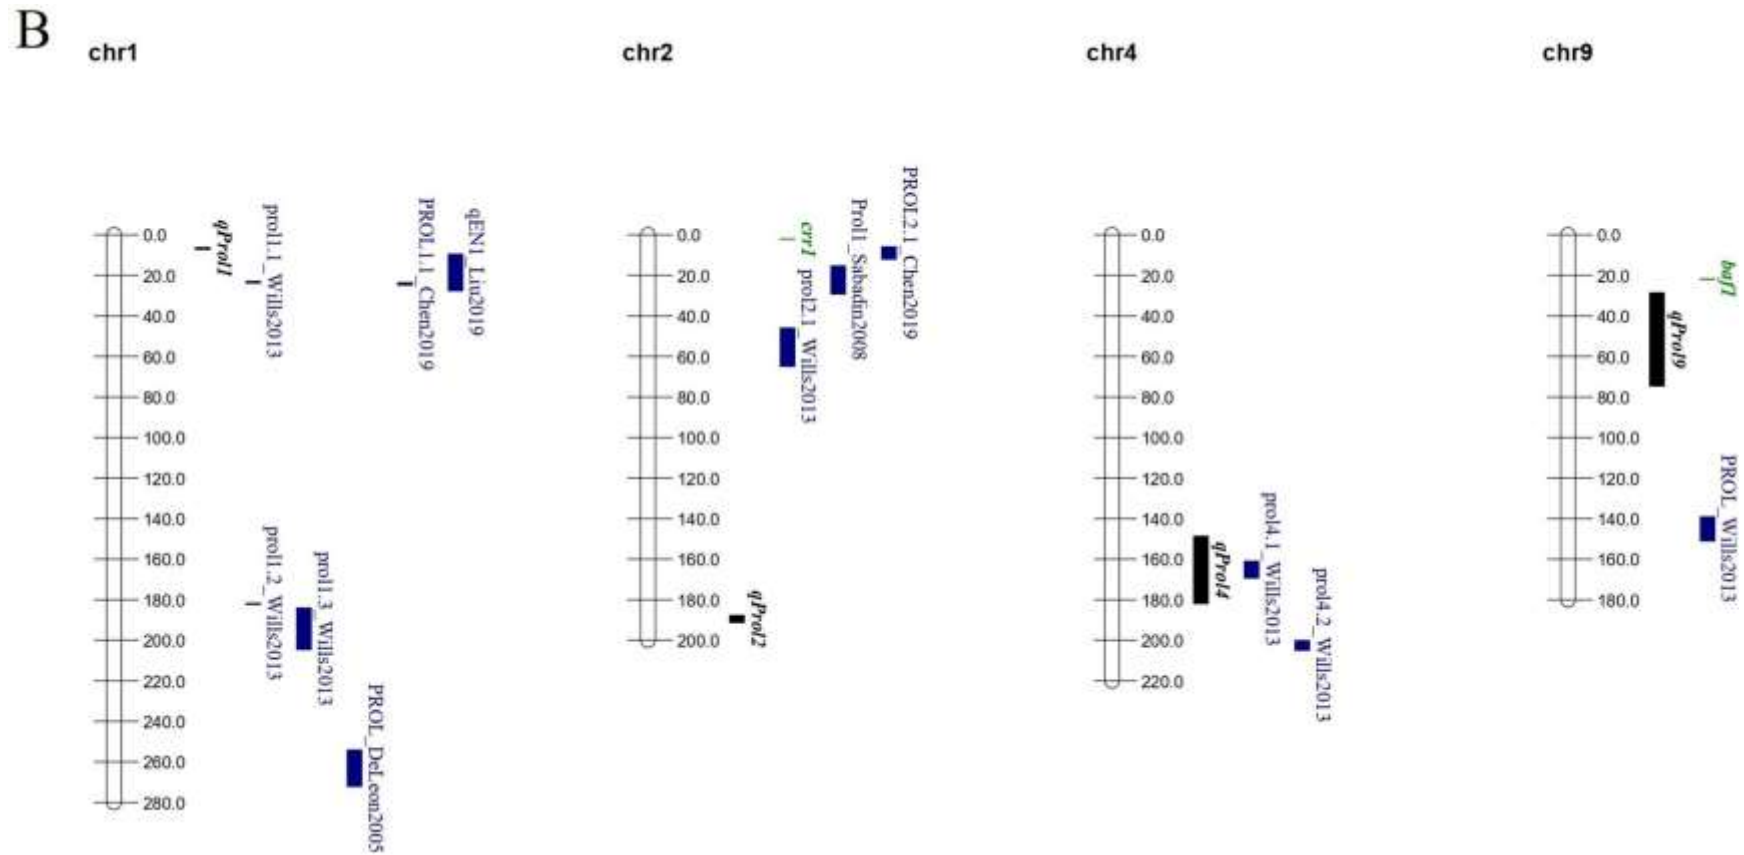 B
chr1
chr2
chr4
chr9
0.0
20.0
40.0
60.0
80.0
100.0
120.0
140.0
160.0
180.0
200.0
220.0
240.0
260.0
280.0
qProl1
prol1.1_Wills2013
PROL1.1_Chen2019
qEN1_Liu2019
prol1.2_Wills2013
prol1.3_Wills2013
PROL_DeLeon2005
0.0
20.0
40.0
60.0
80.0
100.0
120.0
140.0
160.0
180.0
200.0
qProl2
crr1
prol2.1_Wills2013
Prol1_Sabadin2008
PROL2.1_Chen2019
0.0
20.0
40.0
60.0
80.0
100.0
120.0
140.0
160.0
180.0
200.0
220.0
qProl4
prol4.1_Wills2013
prol4.2_Wills2013
0.0
20.0
40.0
60.0
80.0
100.0
120.0
140.0
160.0
180.0
qProl9
baf1
PROL_Wills2013